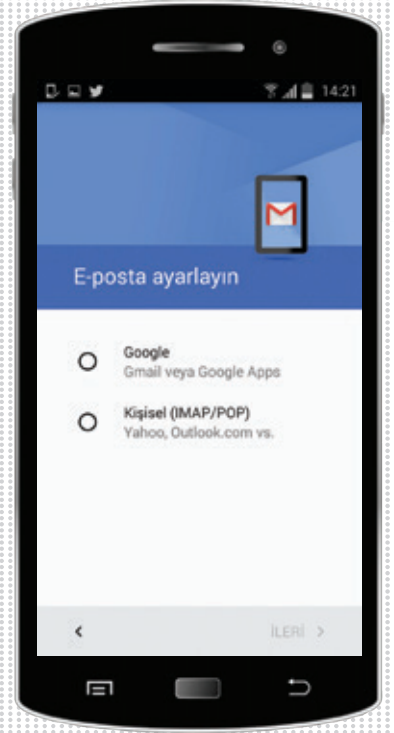 14:21
E-posta ayarlayın
Google
Gmail veya Google Apps
Kişisel (IMAP/POP)
Yahoo, Outlook.com vs.
İLERİ